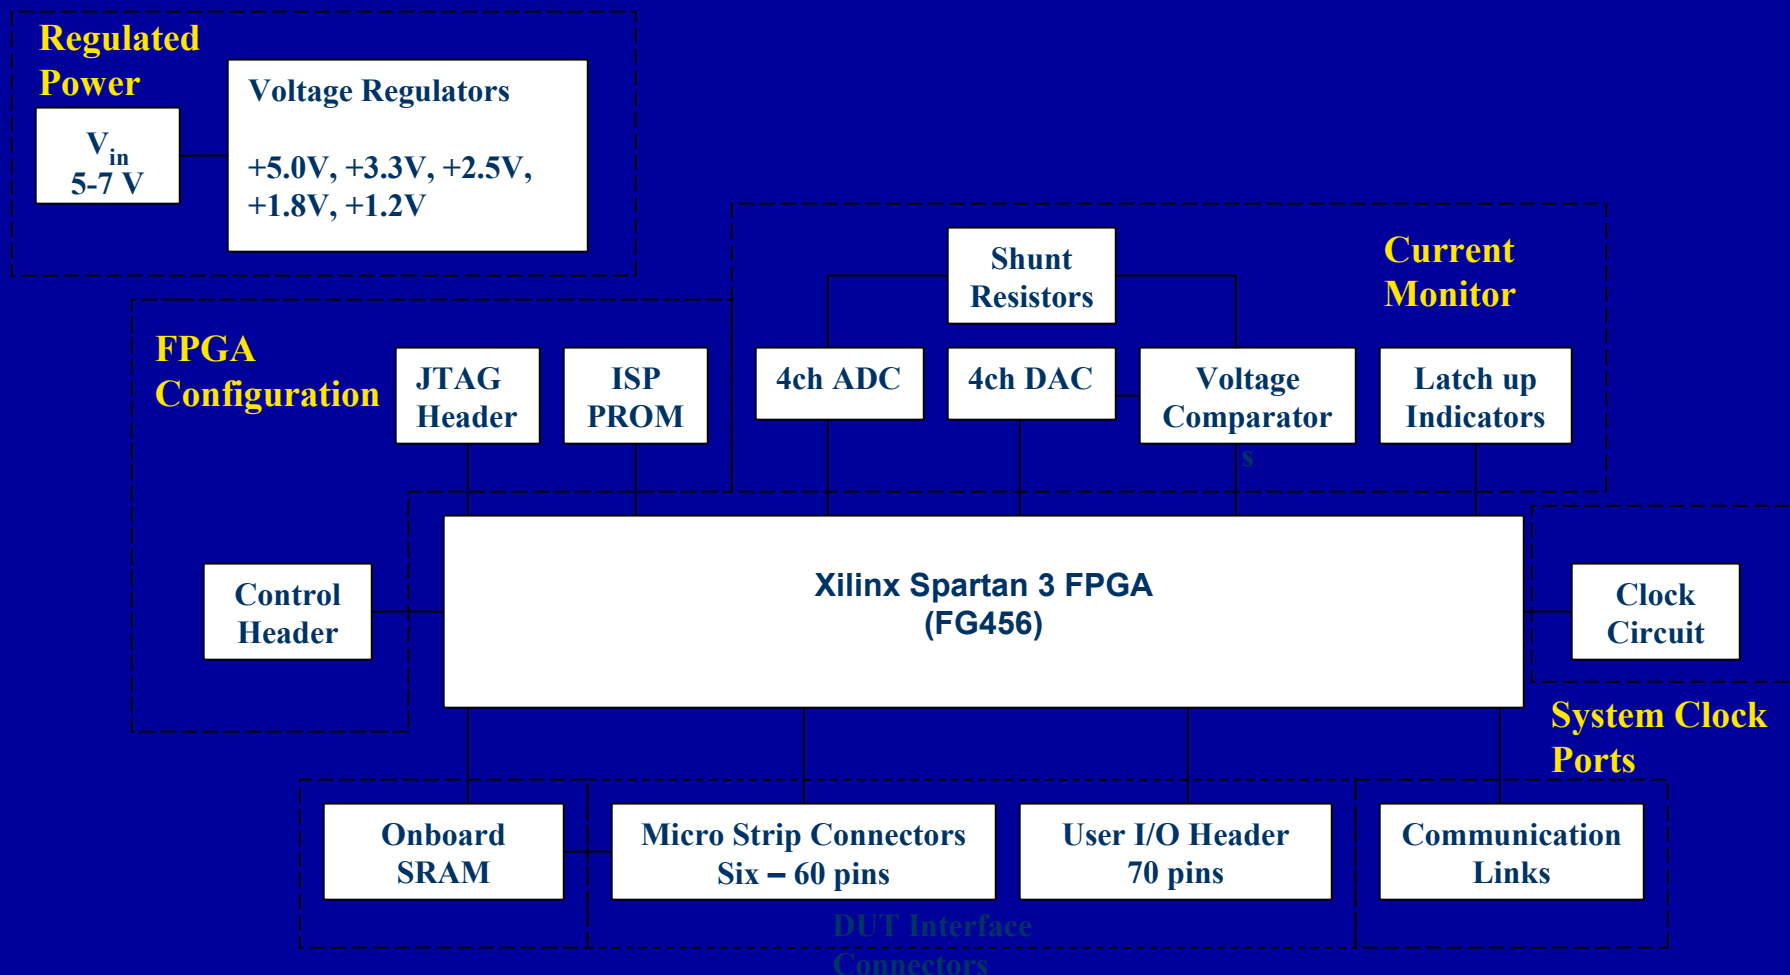 Regulated
Power
V_in
5-7 V
Voltage Regulators
+5.0V, +3.3V, +2.5V,
+1.8V, +1.2V
Current
Monitor
Shunt
Resistors
FPGA
Configuration
JTAG
Header
ISP
PROM
4ch ADC
4ch DAC
Voltage
Comparator
s
Latch up
Indicators
Control
Header
Xilinx Spartan 3 FPGA
(FG456)
Clock
Circuit
System Clock
Ports
Onboard
SRAM
Micro Strip Connectors
Six – 60 pins
User I/O Header
70 pins
Communication
Links
DUT Interface
Connectors